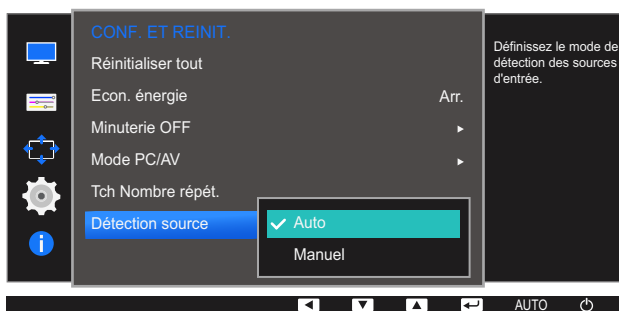 CONF. ET REINIT.
Réinitialiser tout
Econ. énergie Arr.
Minuterie OFF
Mode PC/AV
Tch Nombre répét.
Détection source
Auto
Manuel
Définissez le mode de
détection des sources
d'entrée.
AUTO